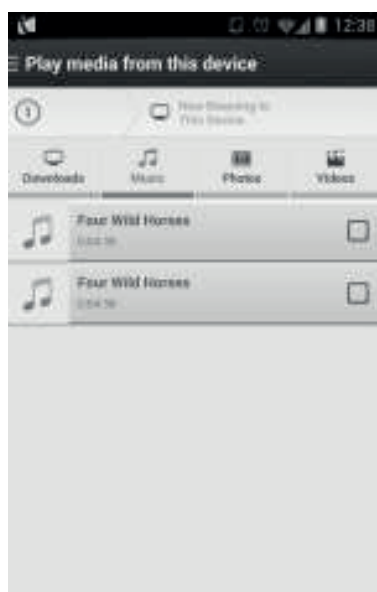 12:38
Play media from this device
Now Streaming to
This Device
Downloads
Music
Photos
Videos
Four Wild Horses
Four Wild Horses